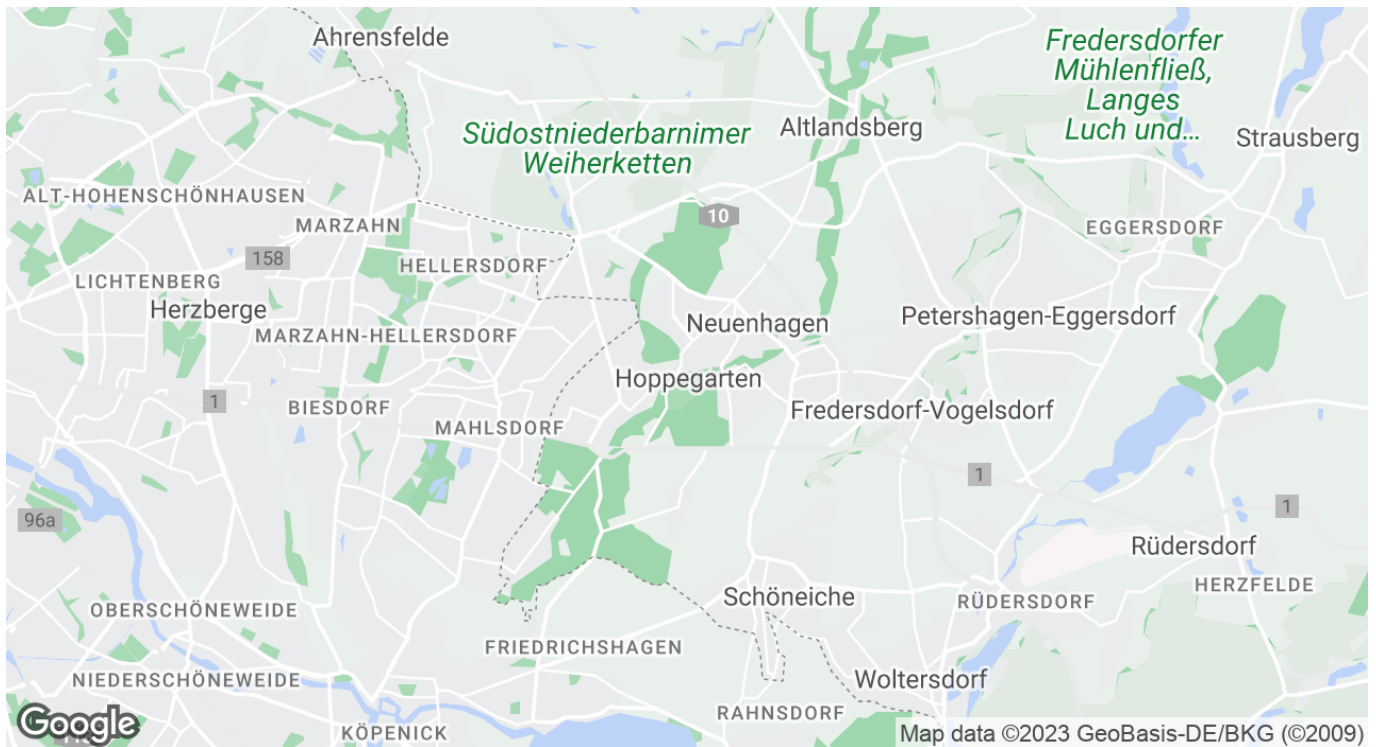 Ahrensfelde
Fredersdorfer
Mühlenfließ,
Langes
Luch und...
Südostniederbarnimer
Weiherketten
Altlandsberg
Strausberg
ALT-HOHENSCHÖNHAUSEN
MARZAHN
10
EGGERSDORF
158
HELLERSDORF
LICHTENBERG
Herzberge
Neuenhagen
Petershagen-Eggersdorf
MARZAHN-HELLERSDORF
Hoppegarten
1
BIESDORF
Fredersdorf-Vogelsdorf
MAHLSDORF
1
96a
1
Rüdersdorf
HERZFELDE
Schöneiche
RÜDERSDORF
OBERSCHÖNEWEIDE
FRIEDRICHSHAGEN
NIEDERSCHÖNEWEIDE
Woltersdorf
RAHNSDORF
Google
KÖPENICK
Map data ©2023 GeoBasis-DE/BKG (©2009)